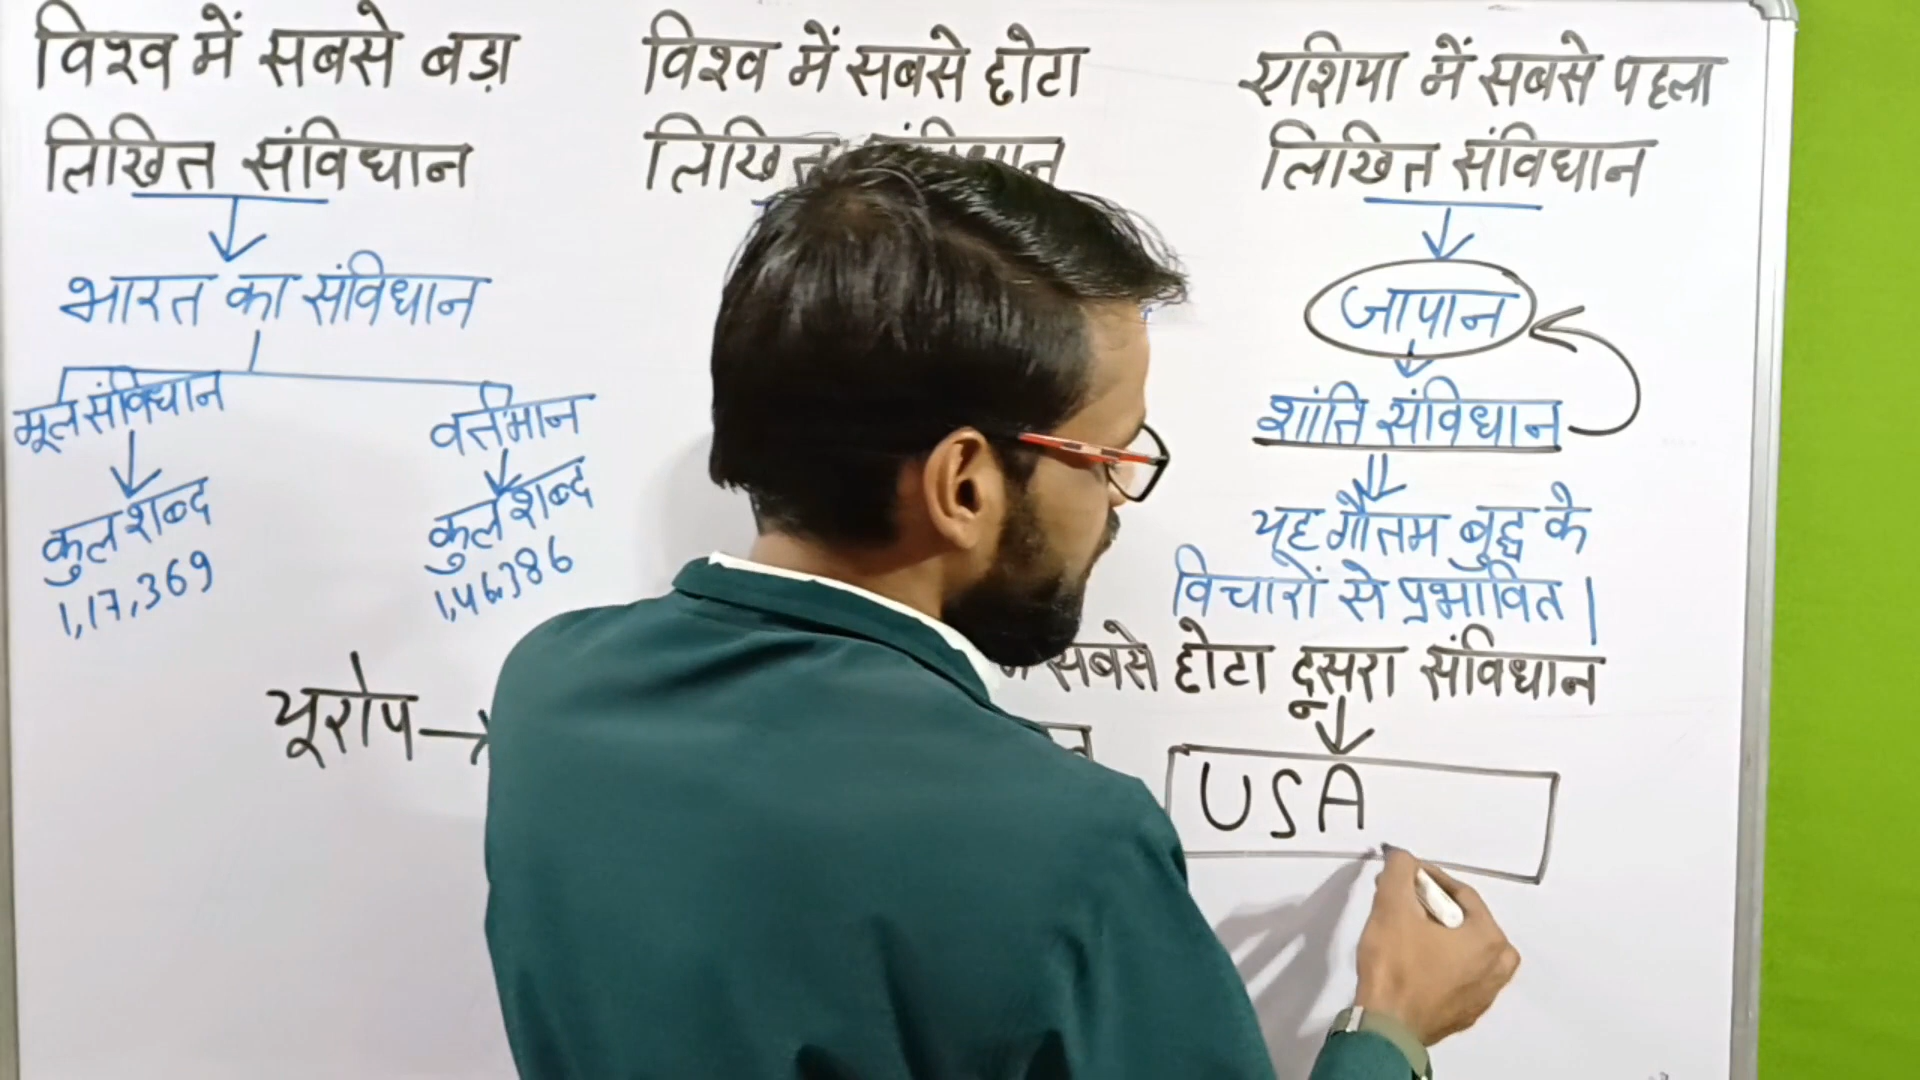 विश्व में सबसे बड़ा
लिखित संविधान
भारत का संविधान
मूल संविधान
कुल शब्द
1,17,369
वर्तमान
कुल शब्द
1,46,386
विश्व में सबसे छोटा
लिखित संविधान
एशिया में सबसे पहला
लिखित संविधान
जापान
शांति संविधान
यह गौतम बुद्ध के
विचारों से प्रभावित।
यूरोप →
सबसे छोटा दूसरा संविधान
USA